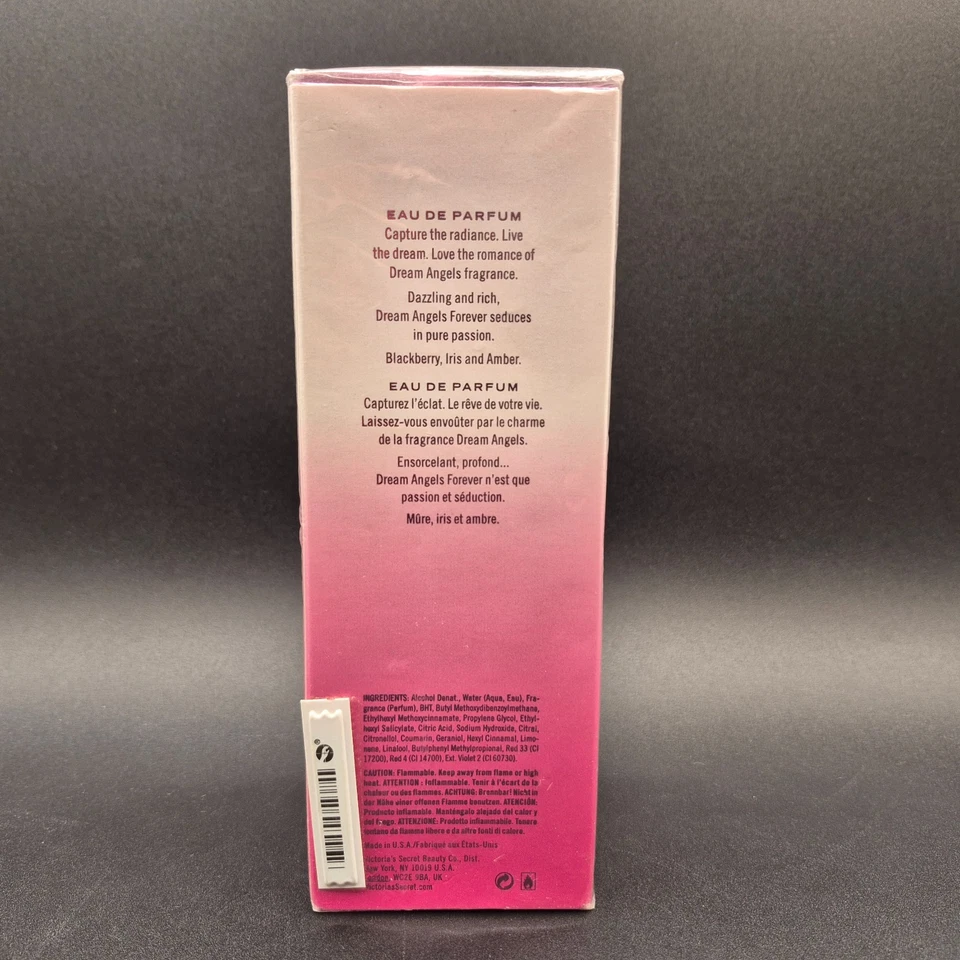 EAU DE PARFUM
Capture the radiance. Live
the dream. Love the romance of
Dream Angels fragrance.
Dazzling and rich,
Dream Angels Forever seduces
in pure passion.
Blackberry, Iris and Amber.
EAU DE PARFUM
Capturez l'éclat. Le rêve de votre vie.
Laissez-vous envoûter par le charme
de la fragrance Dream Angels.
Ensorcelant, profond...
Dream Angels Forever n'est que
passion et séduction.
Mûre, iris et ambre.
INGREDIENTS: Alcohol Denat., Water (Aqua, Eau), Fra-
grance (Parfum), BHT, Butyl Methoxydibenzoylmethane,
Ethylhexyl Methoxycinnamate, Propylene Glycol, Ethyl-
hexyl Salicylate, Citric Acid, Sodium Hydroxide, Citral,
Citronellol, Coumarin, Geraniol, Hexyl Cinnamal, Limo-
nene, Linalool, Butylphenyl Methylpropional, Red 33 (CI
17200), Red 4 (CI 14700), Ext. Violet 2 (CI 60730).
CAUTION: Flammable. Keep away from flame or high
heat. ATTENTION : Inflammable. Tenir à l'écart de la
chaleur ou des flammes. ACHTUNG: Brennbar! Nicht in
der Nähe einer offenen Flamme benutzen. ATENCIÓN:
Producto inflamable. Manténgalo alejado del calor y
del fuego. ATTENZIONE: Prodotto infiammabile. Tenere
lontano da fiamme libere e da altre fonti di calore.
Made in U.S.A./Fabriqué aux États-Unis
Victoria's Secret Beauty Co., Dist.
New York, NY 10019 U.S.A.
London, WC2E 9BA, UK
VictoriasSecret.com